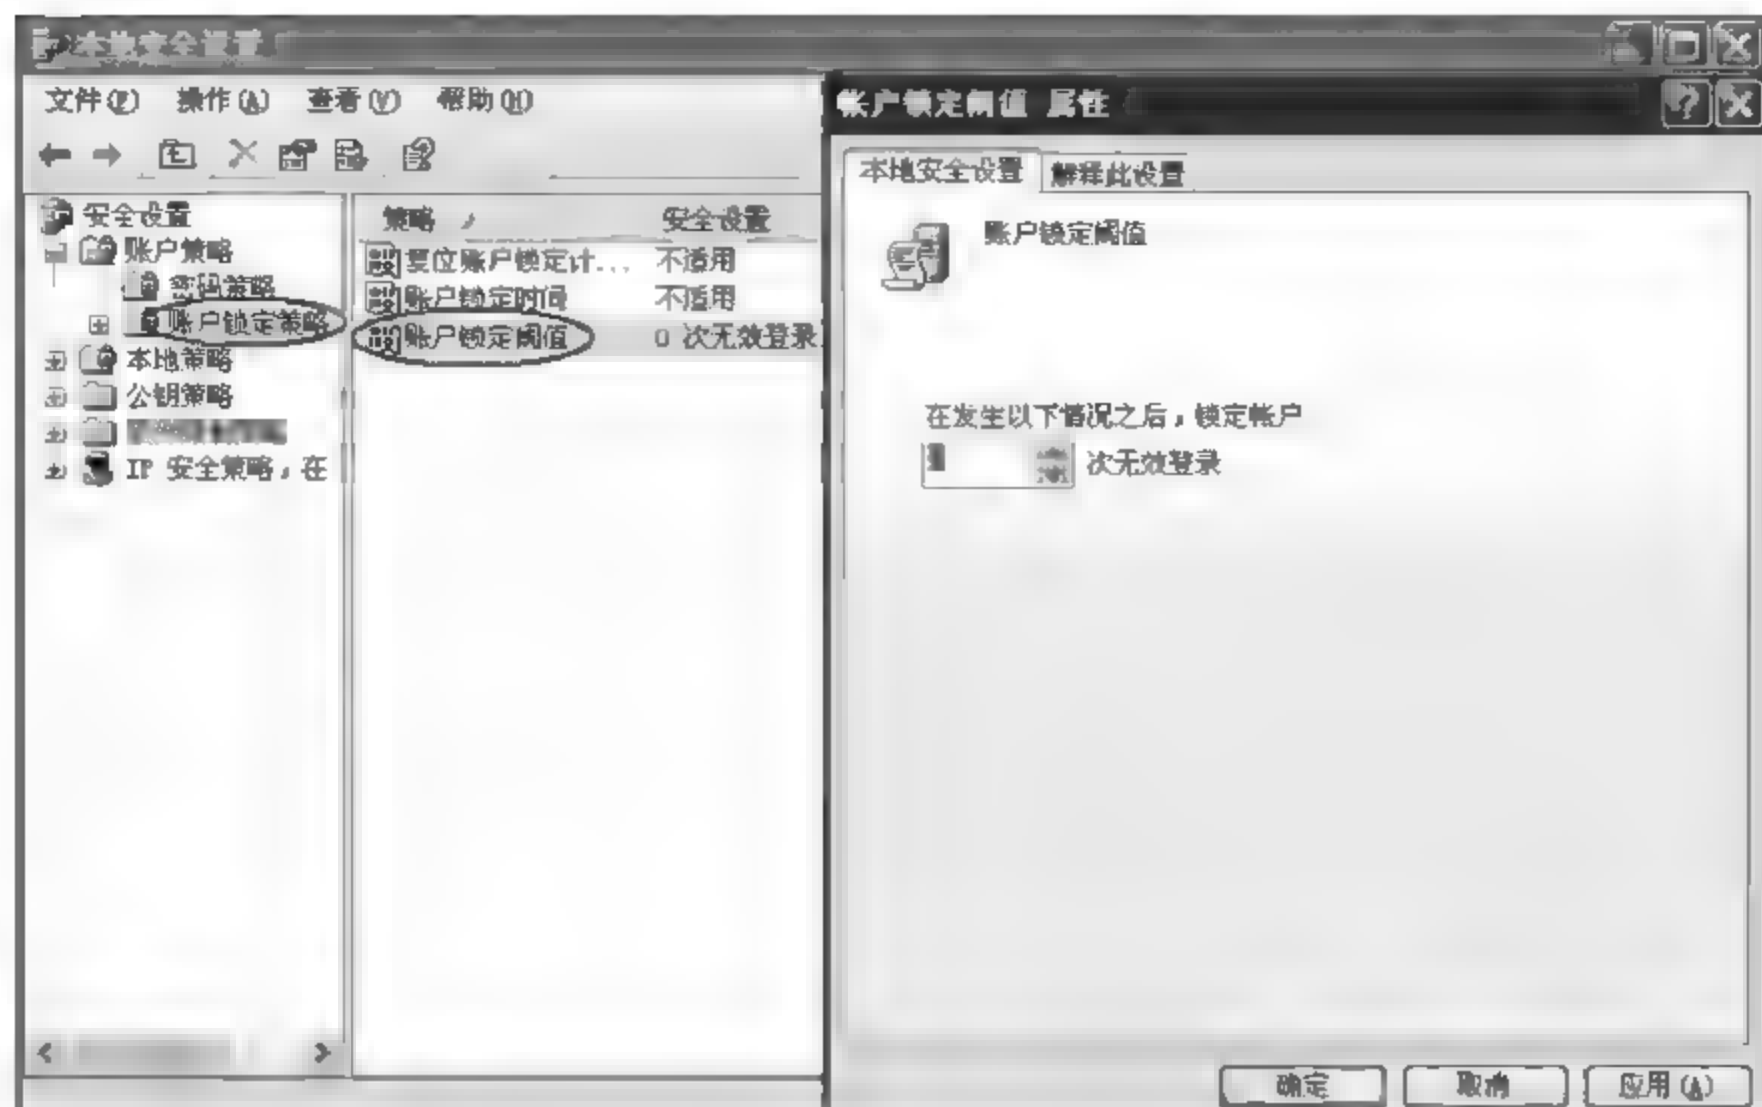 本地安全设置
文件(F) 操作(A) 查看(V) 帮助(H)
安全设置
账户策略
密码策略
账户锁定策略
本地策略
公钥策略
IP 安全策略，在
策略 安全设置
复位账户锁定计... 不适用
账户锁定时间 不适用
账户锁定阈值 0 次无效登录
账户锁定阈值 属性
本地安全设置 解释此设置
账户锁定阈值
在发生以下情况之后，锁定帐户
次无效登录
确定 取消 应用(A)